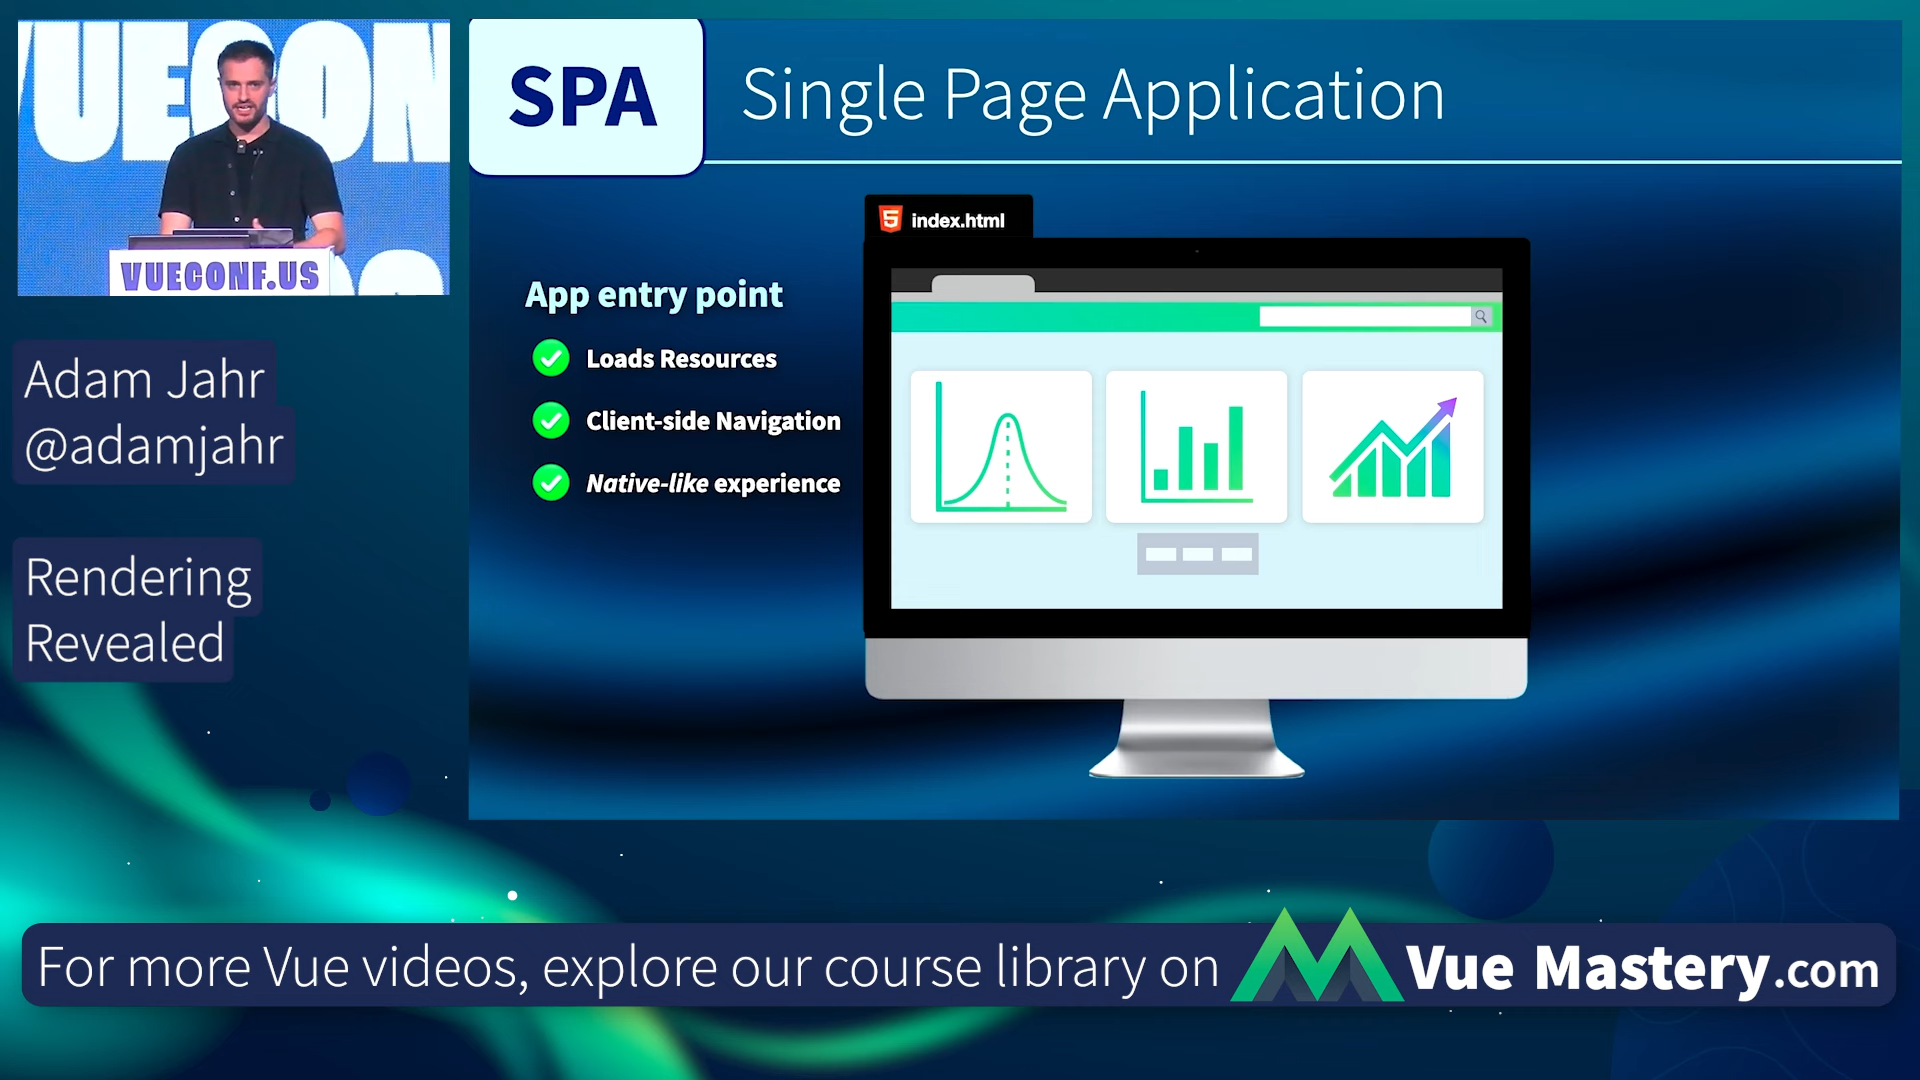 VUECON
VUECONF.US
Adam Jahr
@adamjahr
Rendering
Revealed
SPA
Single Page Application
index.html
App entry point
Loads Resources
Client-side Navigation
Native-like experience
For more Vue videos, explore our course library on Vue Mastery.com